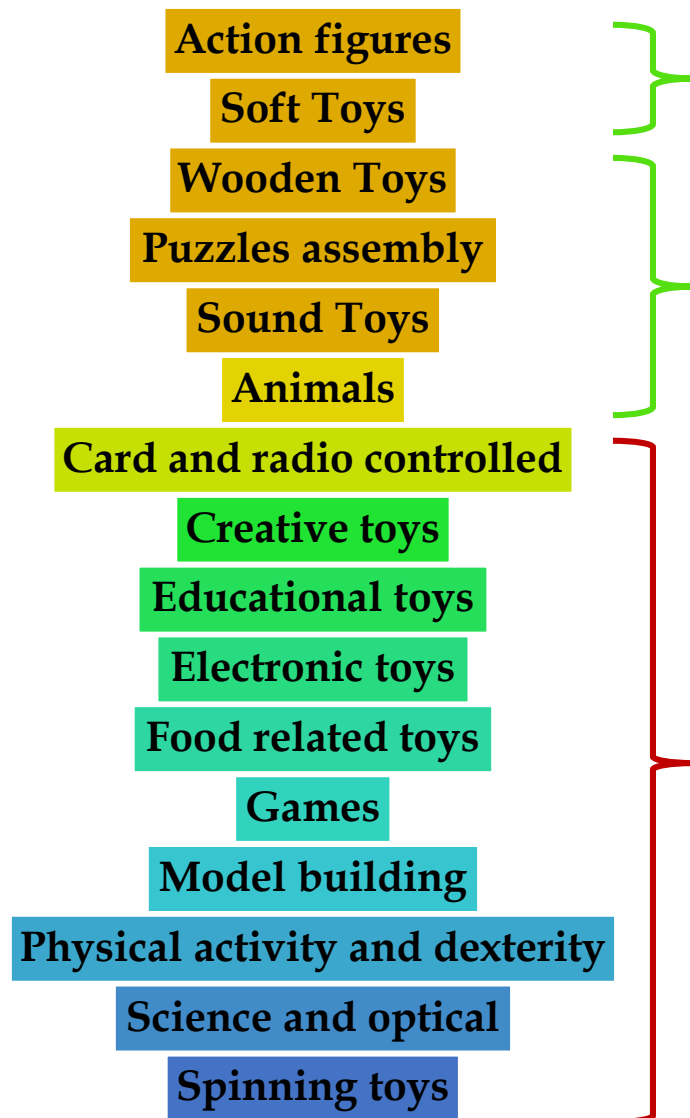 Action figures
Soft Toys
Wooden Toys
Puzzles assembly
Sound Toys
Animals
Card and radio controlled
Creative toys
Educational toys
Electronic toys
Food related toys
Games
Model building
Physical activity and dexterity
Science and optical
Spinning toys